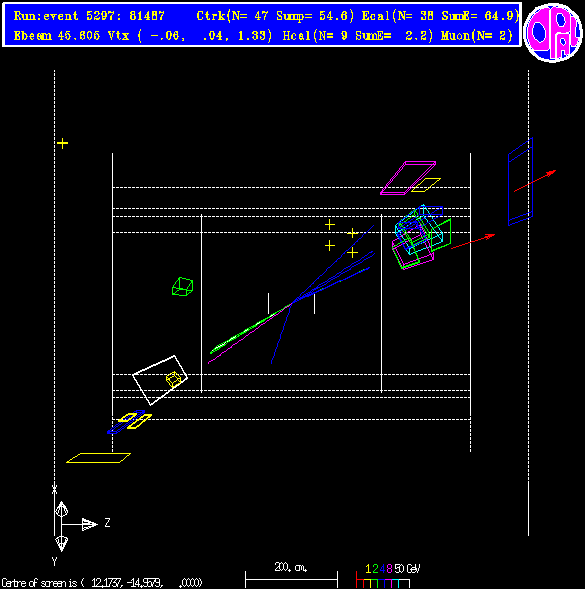 Run:event 5297: 81487 Ctrk(N= 47 Sump= 54.6) Ecal(N= 38 SumE= 64.9)
Ebeam 45.606 Vtx ( -.06, .04, 1.33) Hcal(N= 9 SumE= 2.2) Muon(N= 2)
OPAL
X
Z
Y
200. cm.
1 2 4 8 50 GeV
Centre of screen is ( 12.1737, -14.9579, .0000)